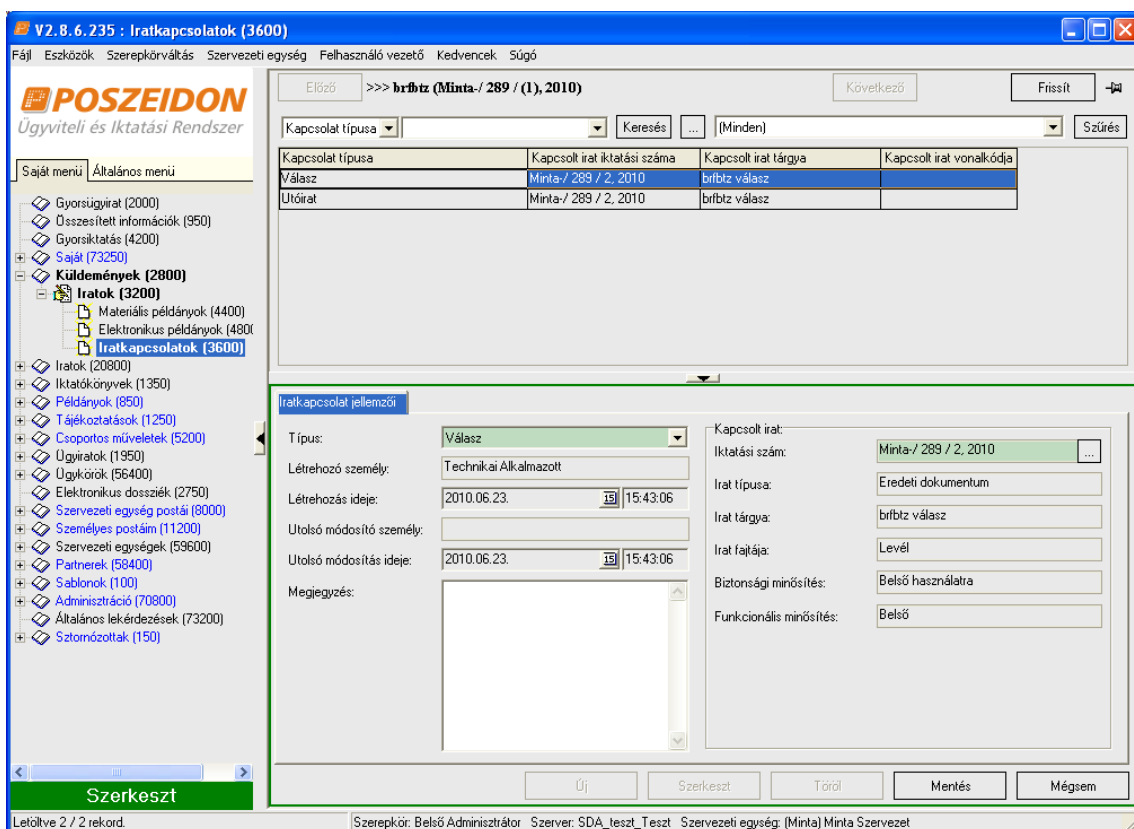 V2.8.6.235 : Iratkapcsolatok (3600)
Fájl Eszközök Szerepkörváltás Szervezeti egység Felhasználó vezető Kedvencek Súgó
POSZEIDON
Ügyviteli és Iktatási Rendszer
Saját menü Általános menü
Gyorsügyirat (2000)
Összesített információk (950)
Gyorsiktatás (4200)
Saját (73250)
Küldemények (2800)
Iratok (3200)
Materiális példányok (4400)
Elektronikus példányok (480
Iratkapcsolatok (3600)
Iratok (20800)
Iktatókönyvek (1350)
Példányok (850)
Tájékoztatások (1250)
Csoportos műveletek (5200)
Ügyiratok (1950)
Ügykörök (56400)
Elektronikus dossziék (2750)
Szervezeti egység postái (8000)
Személyes postáim (11200)
Szervezeti egységek (59600)
Partnerek (58400)
Sablonok (100)
Adminisztráció (70800)
Általános lekérdezések (73200)
Sztornózottak (150)
Szerkeszt
Előző >>> brfbtz (Minta-/ 289 / (1), 2010) Következő Frissít
Kapcsolat típusa Keresés ... (Minden) Szűrés
Kapcsolat típusa Kapcsolt irat iktatási száma Kapcsolt irat tárgya Kapcsolt irat vonalkódja
Válasz Minta-/ 289 / 2, 2010 brfbtz válasz
Utóirat Minta-/ 289 / 2, 2010 brfbtz válasz
Iratkapcsolat jellemzői
Típus: Válasz
Létrehozó személy: Technikai Alkalmazott
Létrehozás ideje: 2010.06.23. 15 15:43:06
Utolsó módosító személy:
Utolsó módosítás ideje: 2010.06.23. 15 15:43:06
Megjegyzés:
Kapcsolt irat:
Iktatási szám: Minta-/ 289 / 2, 2010 ...
Irat típusa: Eredeti dokumentum
Irat tárgya: brfbtz válasz
Irat fajtája: Levél
Biztonsági minősítés: Belső használatra
Funkcionális minősítés: Belső
Új Szerkeszt Töröl Mentés Mégsem
Letöltve 2 / 2 rekord. Szerepkör: Belső Adminisztrátor Szerver: SDA_teszt_Teszt Szervezeti egység: (Minta) Minta Szervezet